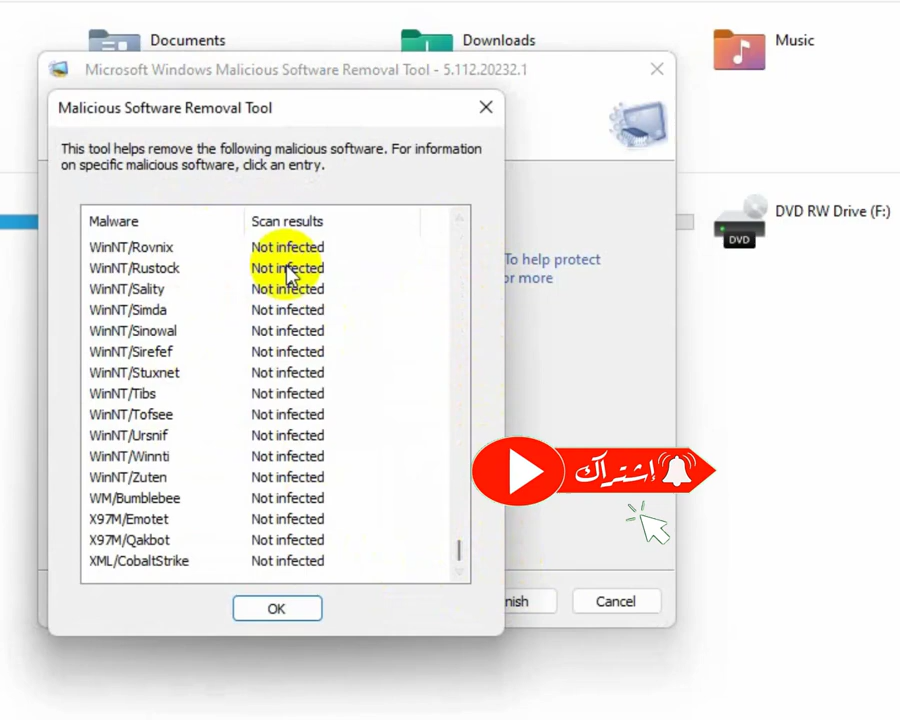 Documents
Downloads
Music
Microsoft Windows Malicious Software Removal Tool - 5.112.20232.1
Malicious Software Removal Tool
This tool helps remove the following malicious software. For information
on specific malicious software, click an entry.
Malware Scan results
WinNT/Rovnix Not infected
WinNT/Rustock Not infected
WinNT/Sality Not infected
WinNT/Simda Not infected
WinNT/Sinowal Not infected
WinNT/Sirefef Not infected
WinNT/Stuxnet Not infected
WinNT/Tibs Not infected
WinNT/Tofsee Not infected
WinNT/Ursnif Not infected
WinNT/Winnti Not infected
WinNT/Zuten Not infected
WM/Bumblebee Not infected
X97M/Emotet Not infected
X97M/Qakbot Not infected
XML/CobaltStrike Not infected
OK
To help protect
or more
DVD RW Drive (F:)
DVD
إشتراك
nish
Cancel